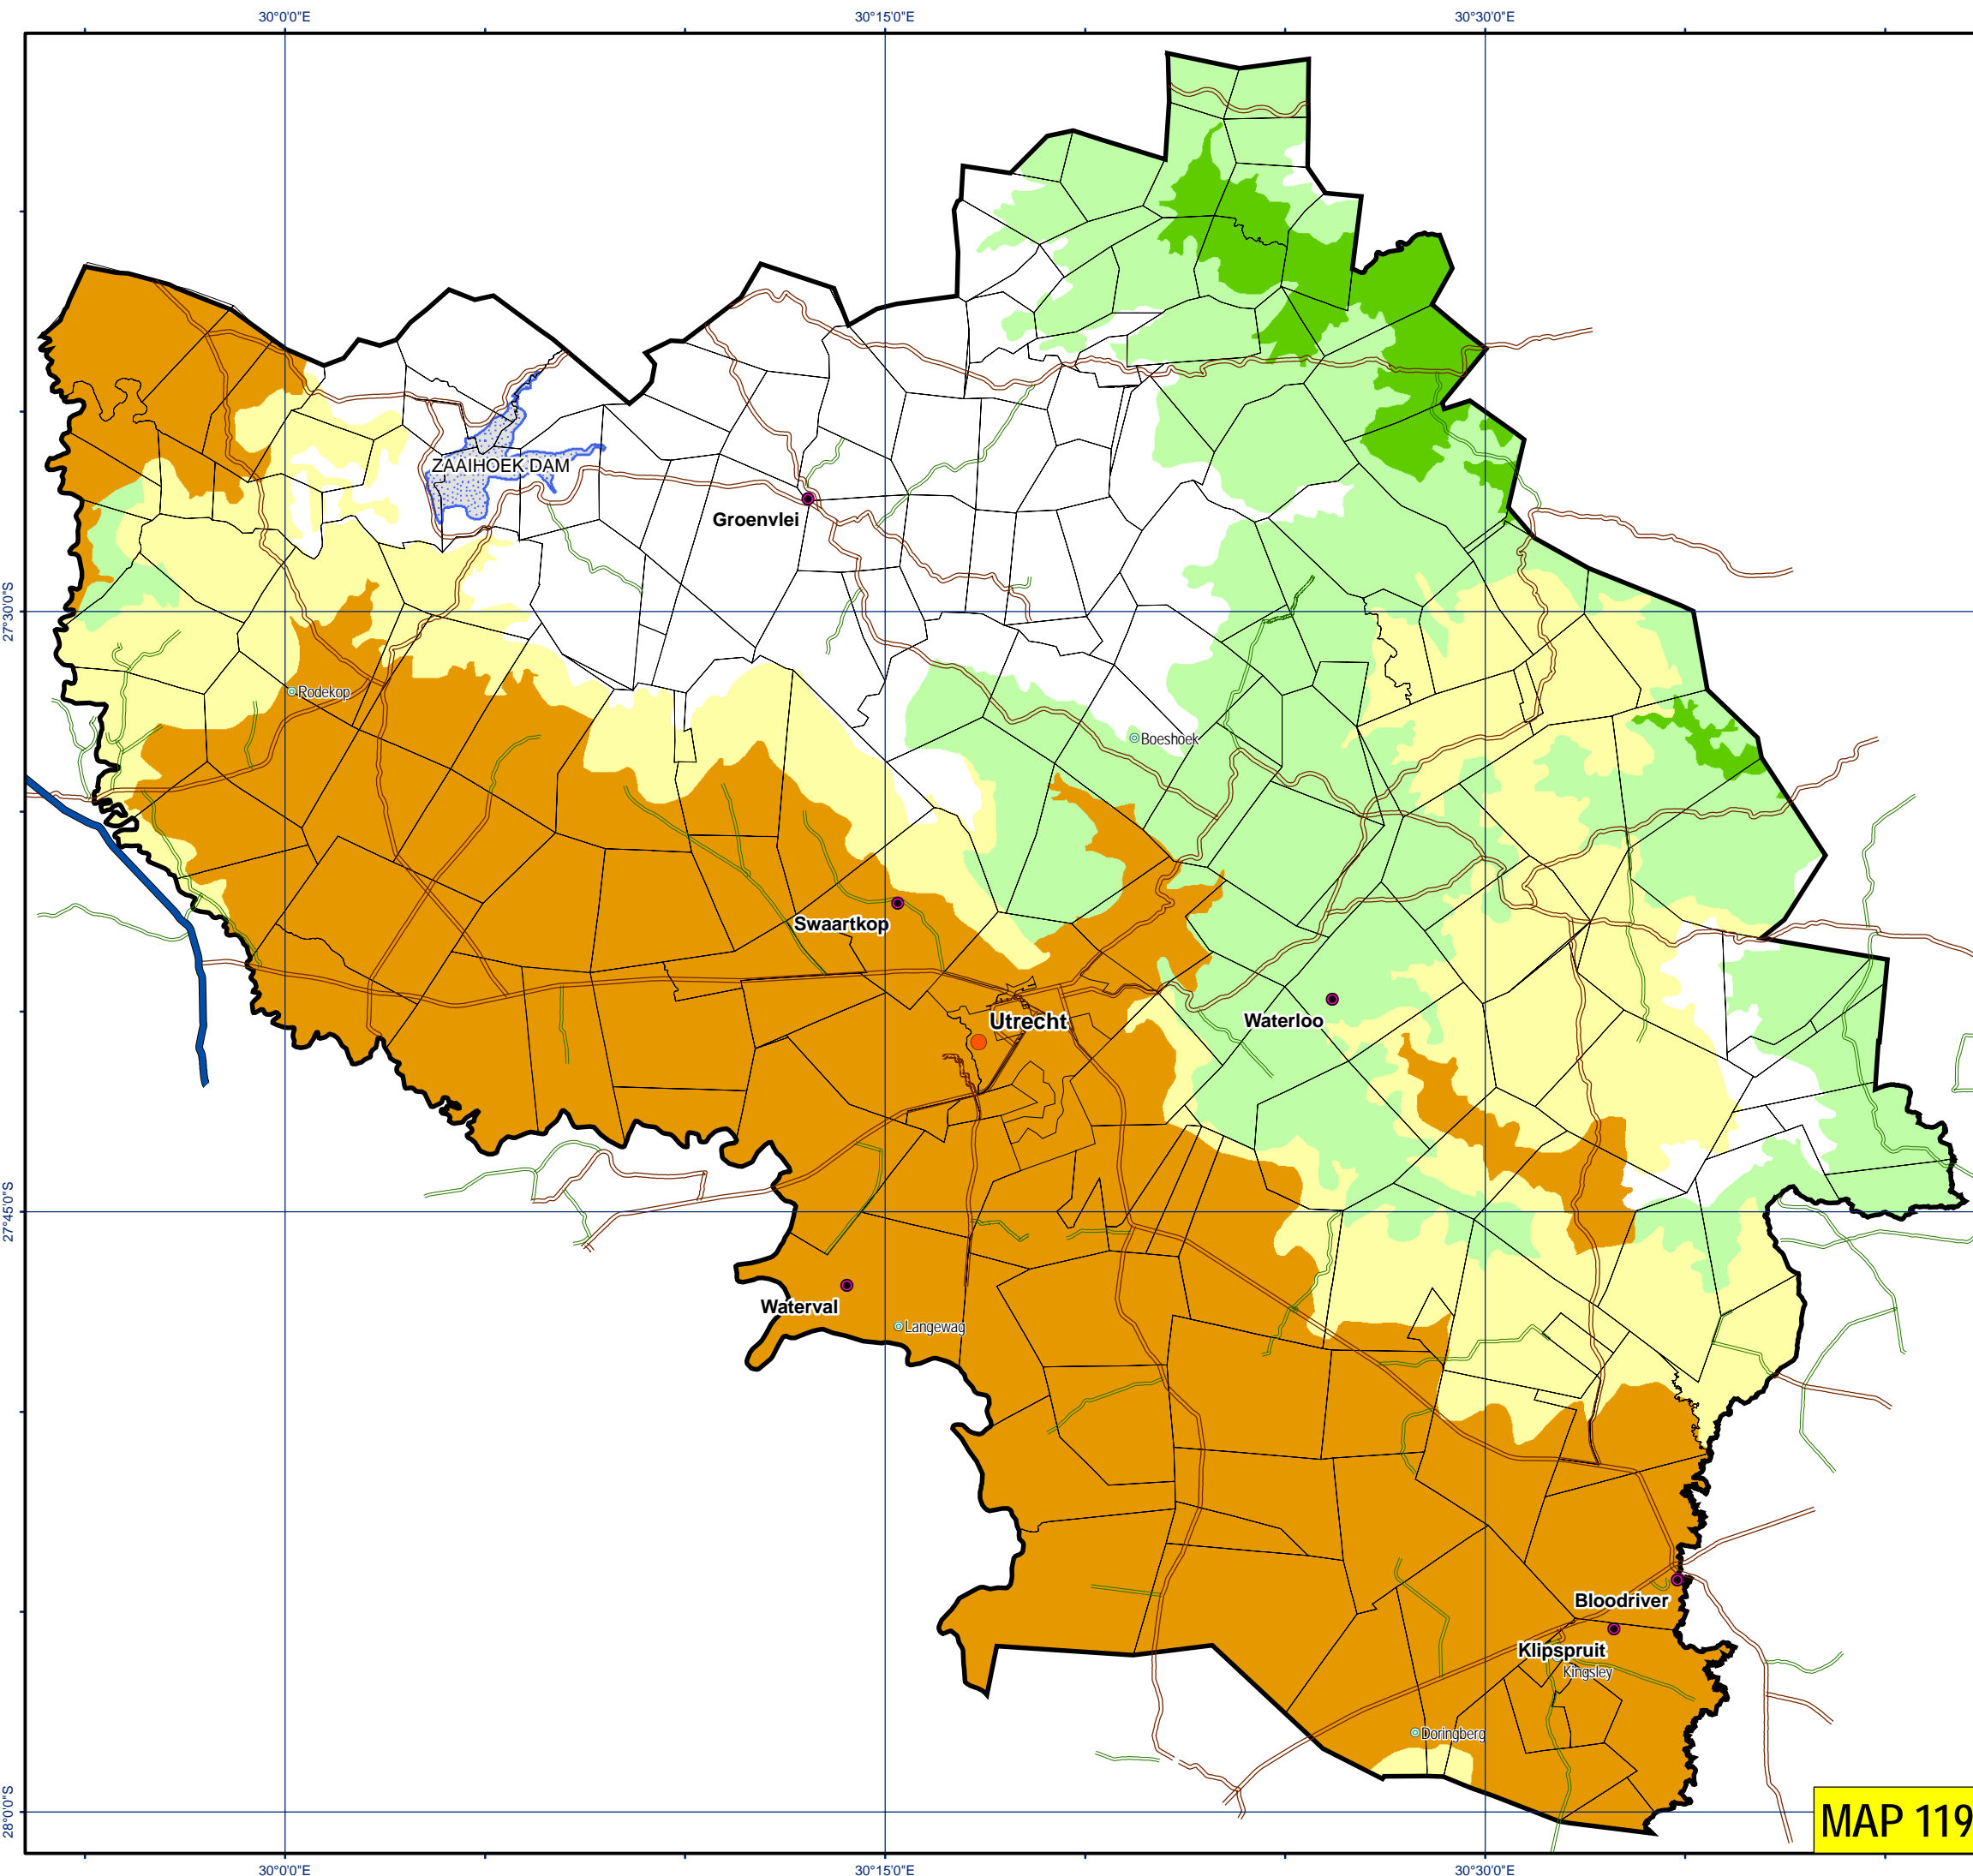 30°0'0"E
30°15'0"E
30°30'0"E
ZAAIHOEK DAM
Groenvlei
27°30'0"S
Rodekop
Boeshoek
Swaartkop
Utrecht
Waterloo
27°45'0"S
Waterval
Langewag
Bloodriver
Klipspruit
Kingsley
Doringberg
28°0'0"S
MAP 119
30°0'0"E
30°15'0"E
30°30'0"E